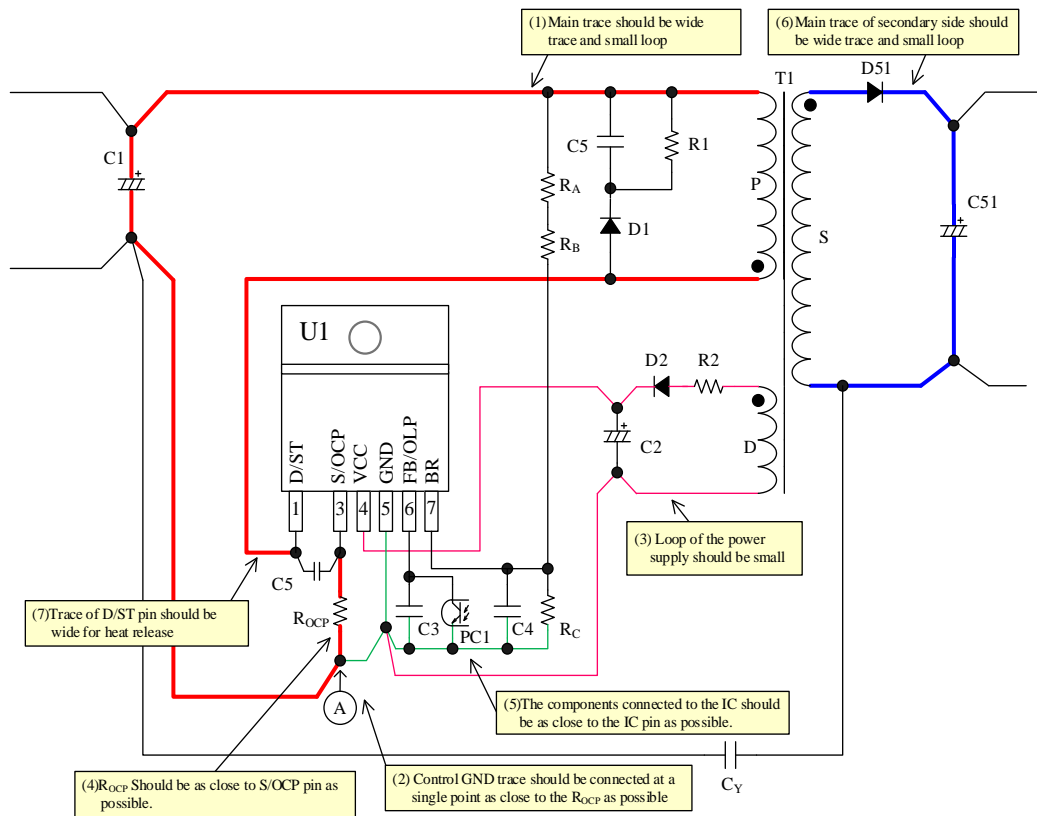 (1) Main trace should be wide
trace and small loop
(6) Main trace of secondary side should
be wide trace and small loop
T1
D51
C1
C5
R1
RA
P
RB
D1
S
C51
U1
D2
R2
C2
D
D/ST
S/OCP
VCC
GND
FB/OLP
BR
1
3
4
5
6
7
(3) Loop of the power
supply should be small
C5
(7)Trace of D/ST pin should be
wide for heat release
ROCP
C3
PC1
C4
RC
A
(5)The components connected to the IC should
be as close to the IC pin as possible.
(4)ROCP Should be as close to S/OCP pin as
possible.
(2) Control GND trace should be connected at a
single point as close to the ROCP as possible
CY